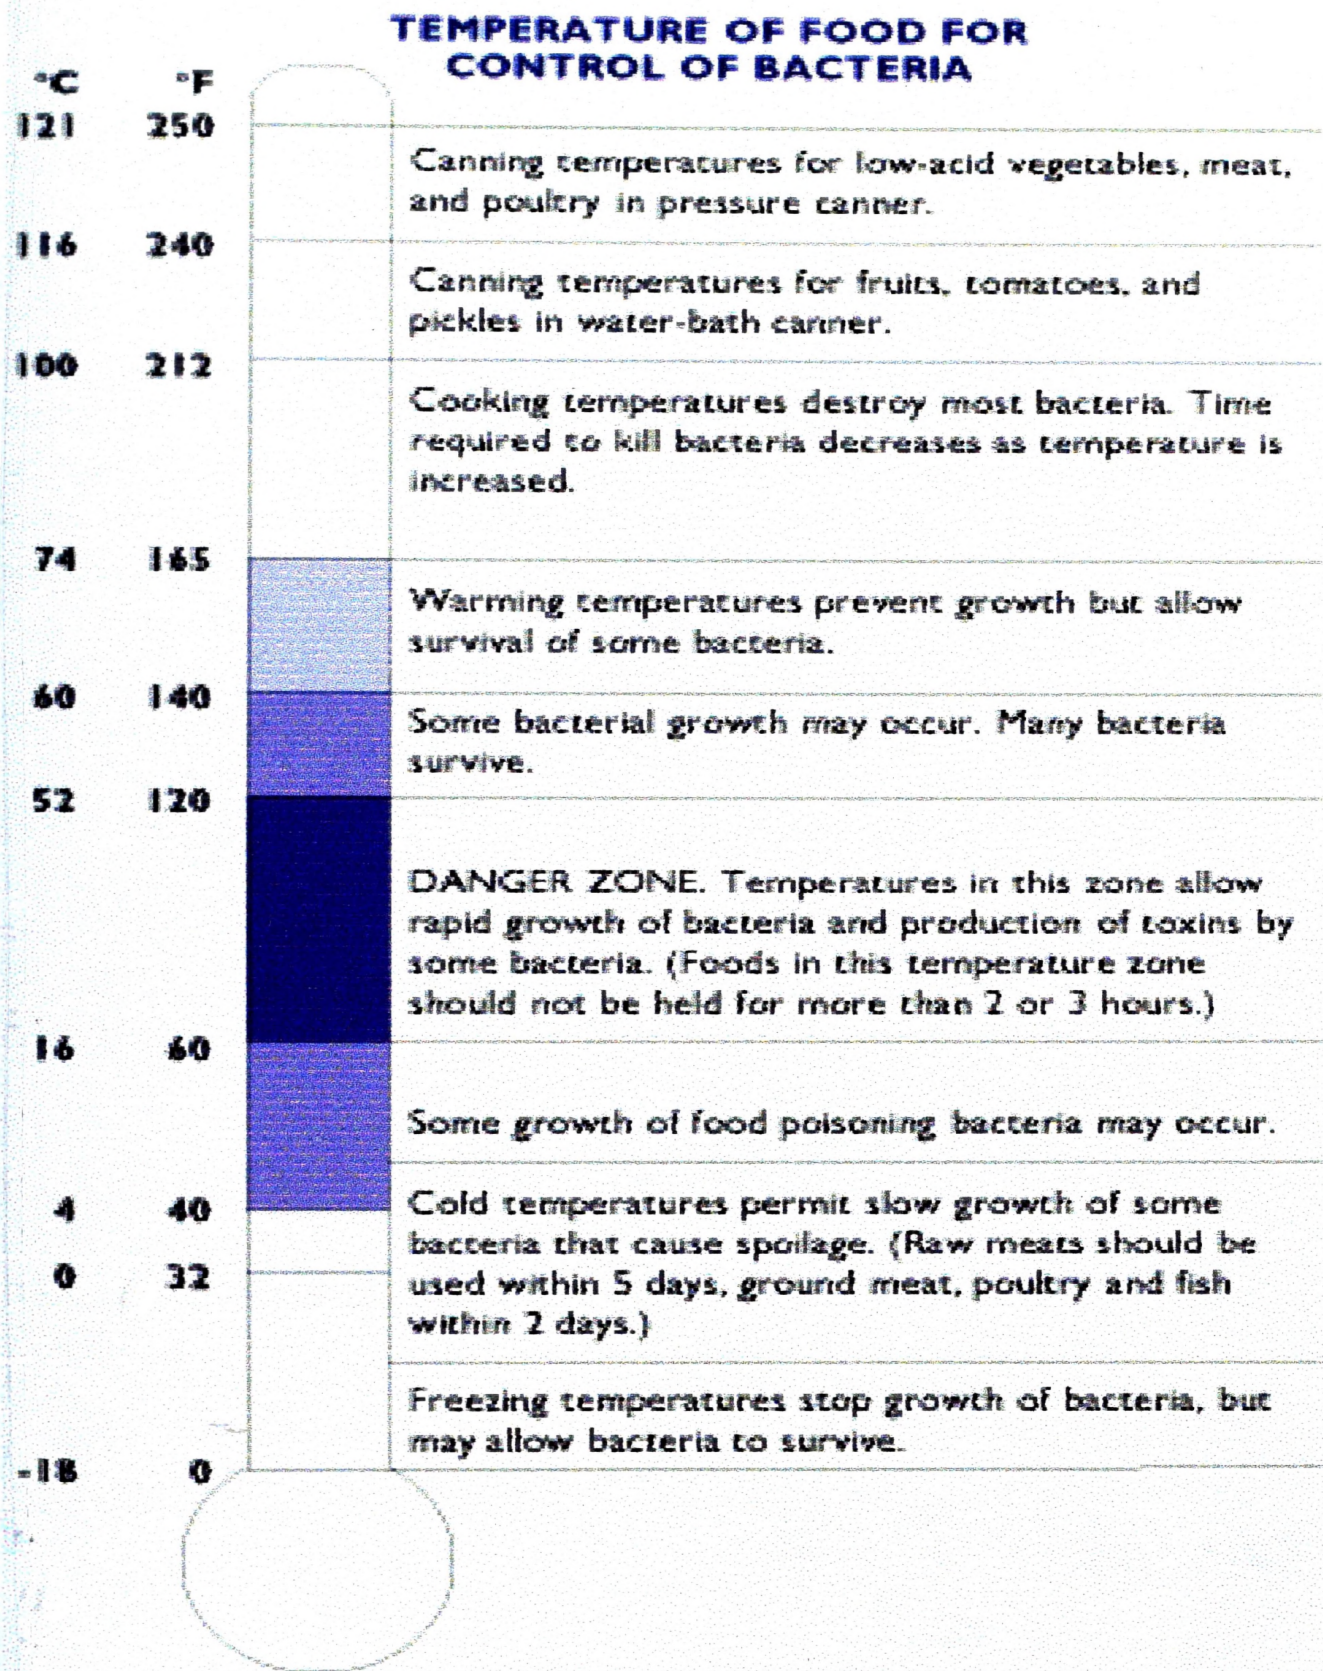 TEMPERATURE OF FOOD FOR
CONTROL OF BACTERIA
°C °F
121 250
Canning temperatures for low-acid vegetables, meat,
and poultry in pressure canner.
116 240
Canning temperatures for fruits, tomatoes, and
pickles in water-bath canner.
100 212
Cooking temperatures destroy most bacteria. Time
required to kill bacteria decreases as temperature is
increased.
74 165
Warming temperatures prevent growth but allow
survival of some bacteria.
60 140
Some bacterial growth may occur. Many bacteria
survive.
52 120
DANGER ZONE. Temperatures in this zone allow
rapid growth of bacteria and production of toxins by
some bacteria. (Foods in this temperature zone
should not be held for more than 2 or 3 hours.)
16 60
Some growth of food poisoning bacteria may occur.
4 40
Cold temperatures permit slow growth of some
bacteria that cause spoilage. (Raw meats should be
0 32
used within 5 days, ground meat, poultry and fish
within 2 days.)
Freezing temperatures stop growth of bacteria, but
may allow bacteria to survive.
-18 0